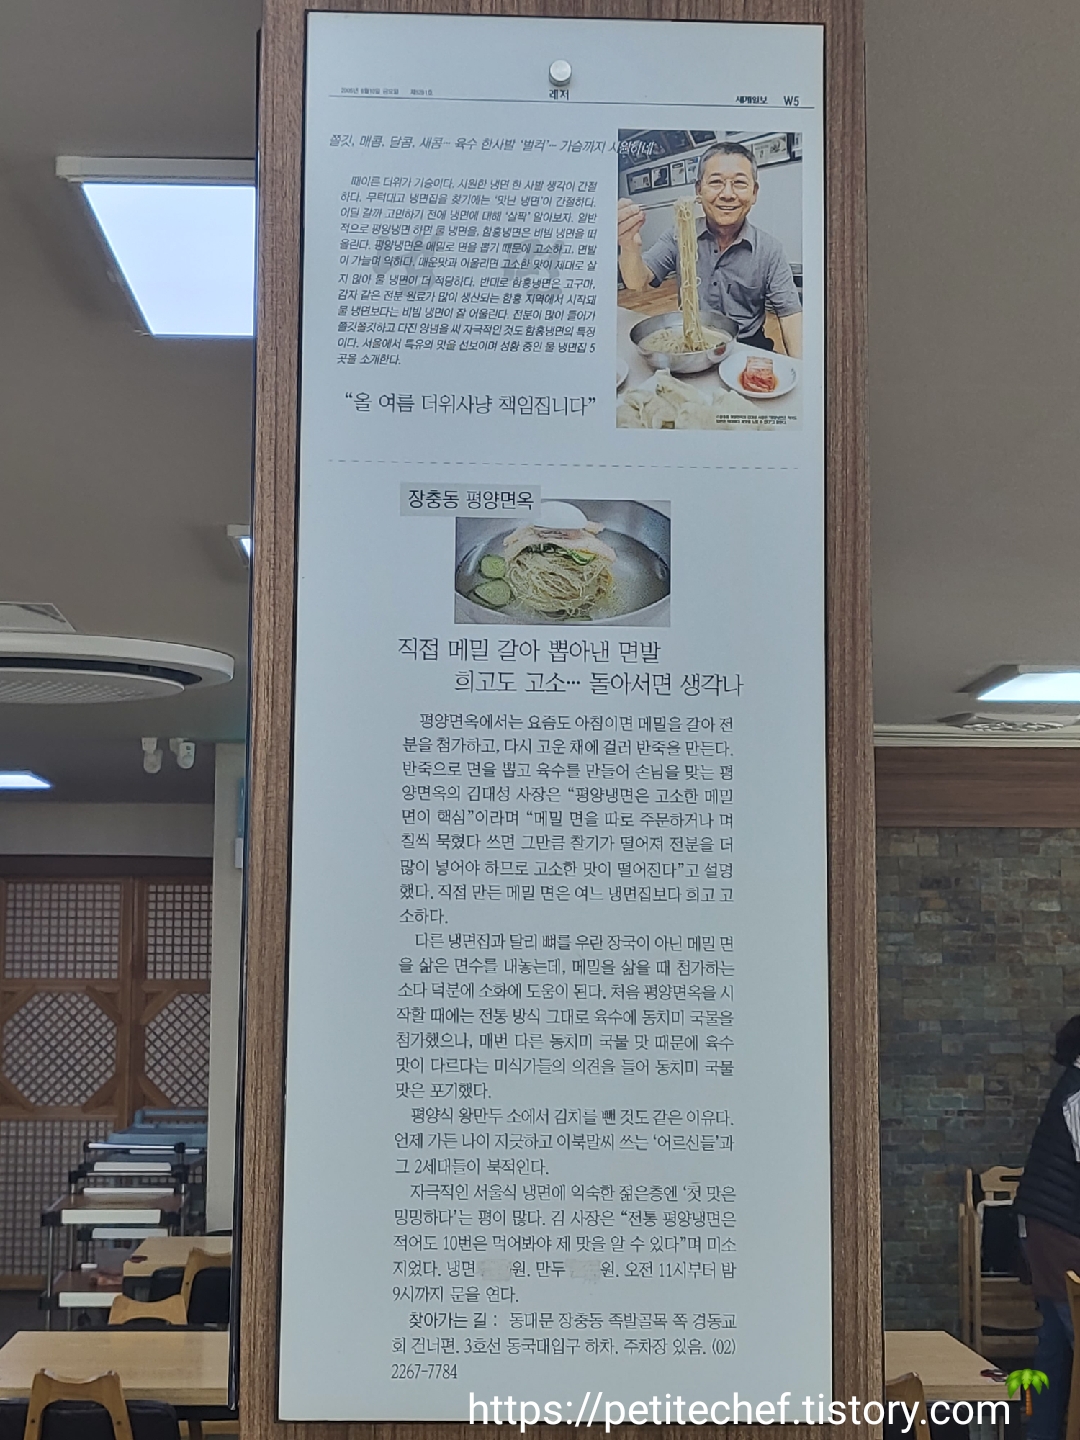 레저
세계일보 W5
쫄깃, 매콤, 달콤, 새콤… 육수 한사발 '벌컥'… 가슴까지 시원하네
때이른 더위가 기승이다. 시원한 냉면 한 사발 생각이 간절
하다. 무턱대고 냉면집을 찾기에는 '맛난 냉면'이 간절하다.
어딜 갈까 고민하기 전에 냉면에 대해 '살짝' 알아보자. 일반
적으로 평양냉면 하면 물 냉면을, 함흥냉면은 비빔 냉면을 떠
올린다. 평양냉면은 메밀로 면을 뽑기 때문에 고소하고, 면발
이 가늘며 약하다. 매운맛과 어울리면 고소한 맛이 제대로 살
지 않아 물 냉면이 더 적당하다. 반대로 함흥냉면은 고구마,
감자 같은 전분 원료가 많이 생산되는 함흥 지역에서 시작돼
물 냉면보다는 비빔 냉면이 잘 어울린다. 전분이 많이 들어가
쫄깃쫄깃하고 다진 양념을 써 자극적인 것도 함흥냉면의 특징
이다. 서울에서 특유의 맛을 선보이며 성황 중인 물 냉면집 5
곳을 소개한다.
“올 여름 더위사냥 책임집니다”
장충동 평양면옥
직접 메밀 갈아 뽑아낸 면발
희고도 고소… 돌아서면 생각나
평양면옥에서는 요즘도 아침이면 메밀을 갈아 전
분을 첨가하고, 다시 고운 채에 걸러 반죽을 만든다.
반죽으로 면을 뽑고 육수를 만들어 손님을 맞는 평
양면옥의 김대성 사장은 “평양냉면은 고소한 메밀
면이 핵심”이라며 “메밀 면을 따로 주문하거나 며
칠씩 묵혔다 쓰면 그만큼 찰기가 떨어져 전분을 더
많이 넣어야 하므로 고소한 맛이 떨어진다”고 설명
했다. 직접 만든 메밀 면은 여느 냉면집보다 희고 고
소하다.
다른 냉면집과 달리 뼈를 우린 장국이 아닌 메밀 면
을 삶은 면수를 내놓는데, 메밀을 삶을 때 첨가하는
소다 덕분에 소화에 도움이 된다. 처음 평양면옥을 시
작할 때에는 전통 방식 그대로 육수에 동치미 국물을
첨가했으나, 매번 다른 동치미 국물 맛 때문에 육수
맛이 다르다는 미식가들의 의견을 들어 동치미 국물
맛은 포기했다.
평양식 왕만두 소에서 김치를 뺀 것도 같은 이유다.
언제 가든 나이 지긋하고 이북말씨 쓰는 ‘어르신들’과
그 2세대들이 북적인다.
자극적인 서울식 냉면에 익숙한 젊은층엔 ‘첫 맛은
밍밍하다’는 평이 많다. 김 사장은 “전통 평양냉면은
적어도 10번은 먹어봐야 제 맛을 알 수 있다”며 미소
지었다. 냉면 원. 만두 원. 오전 11시부터 밤
9시까지 문을 연다.
찾아가는 길 : 동대문 장충동 족발골목 쪽 경동교
회 건너편. 3호선 동국대입구 하차. 주차장 있음. (02)
2267-7784
https://petitechef.tistory.com